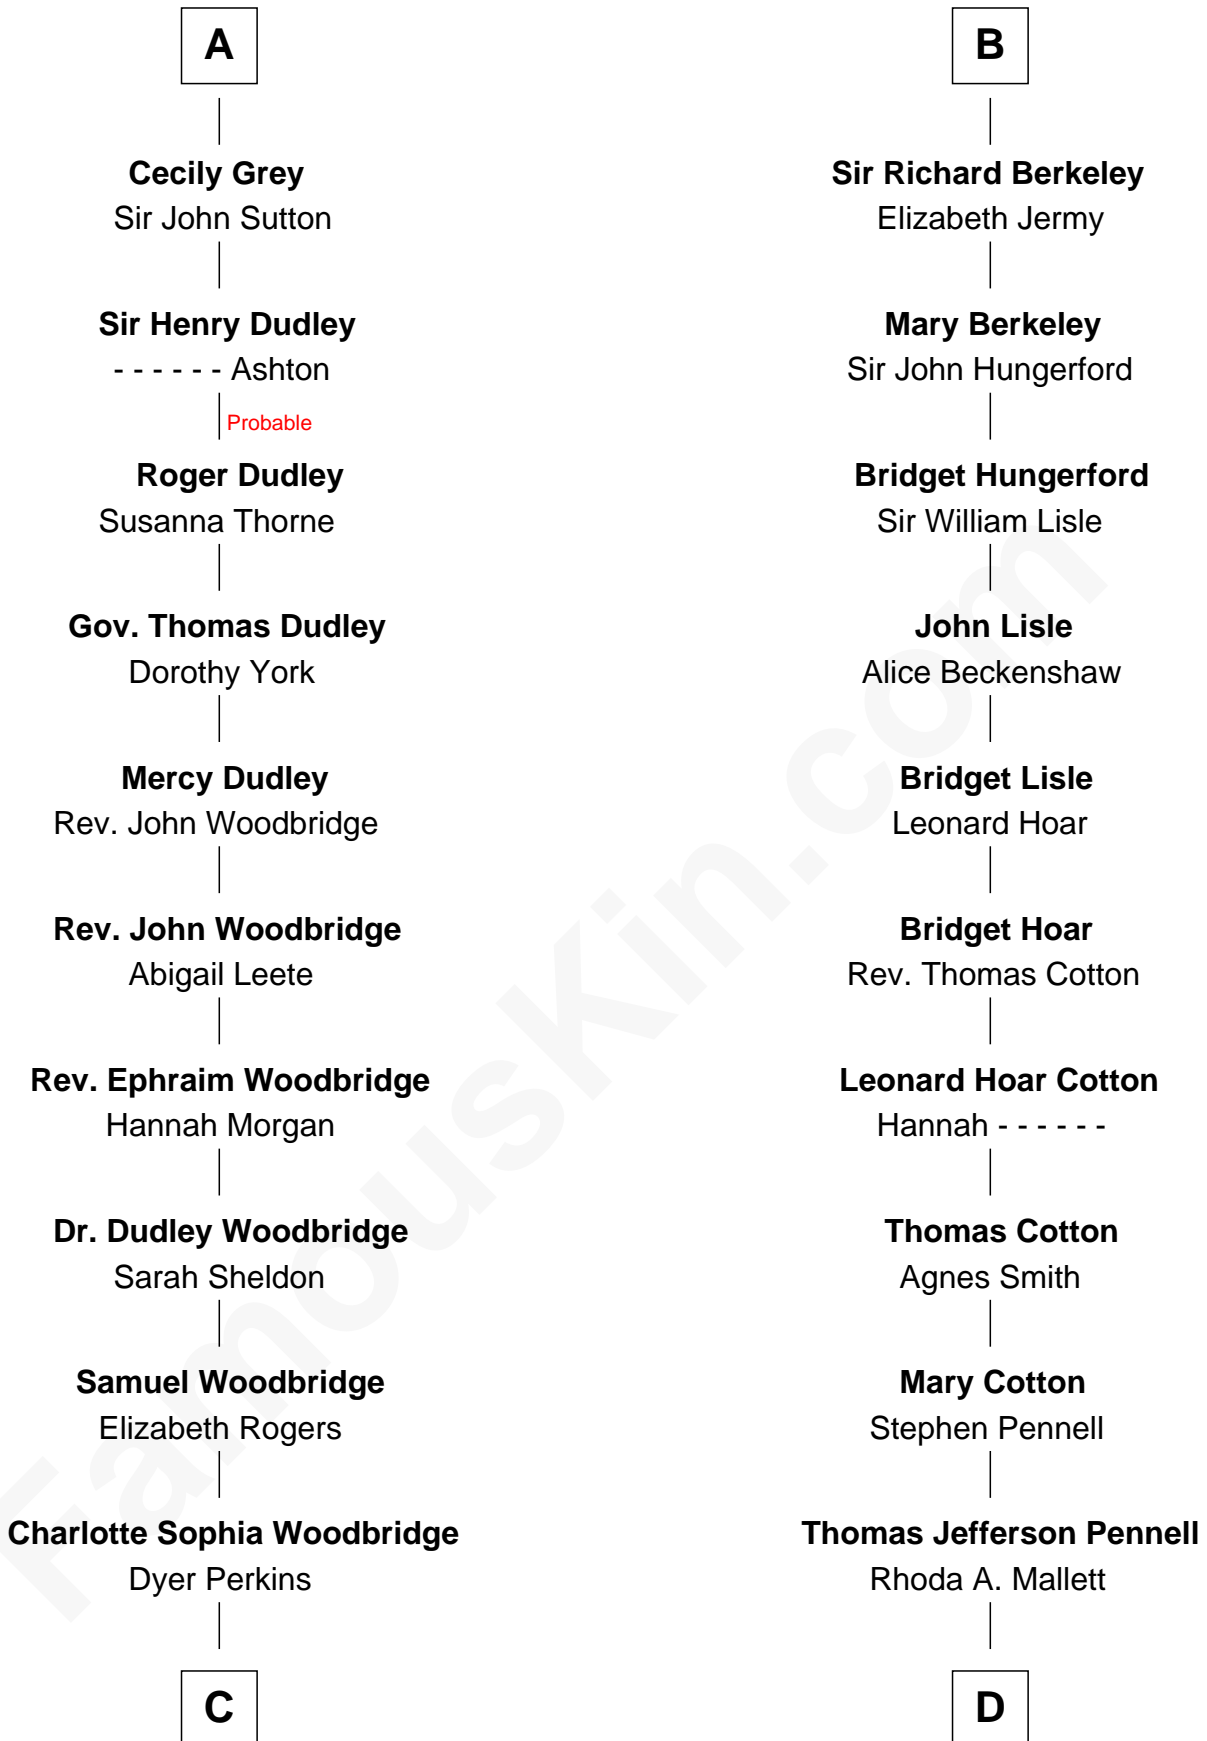 A
Cecily Grey
Sir John Sutton
Sir Henry Dudley
- - - - - - Ashton
Probable
Roger Dudley
Susanna Thorne
Gov. Thomas Dudley
Dorothy York
Mercy Dudley
Rev. John Woodbridge
Rev. John Woodbridge
Abigail Leete
Rev. Ephraim Woodbridge
Hannah Morgan
Dr. Dudley Woodbridge
Sarah Sheldon
Samuel Woodbridge
Elizabeth Rogers
Charlotte Sophia Woodbridge
Dyer Perkins
C
B
Sir Richard Berkeley
Elizabeth Jermy
Mary Berkeley
Sir John Hungerford
Bridget Hungerford
Sir William Lisle
John Lisle
Alice Beckenshaw
Bridget Lisle
Leonard Hoar
Bridget Hoar
Rev. Thomas Cotton
Leonard Hoar Cotton
Hannah - - - - - -
Thomas Cotton
Agnes Smith
Mary Cotton
Stephen Pennell
Thomas Jefferson Pennell
Rhoda A. Mallett
D
FamousKin.com